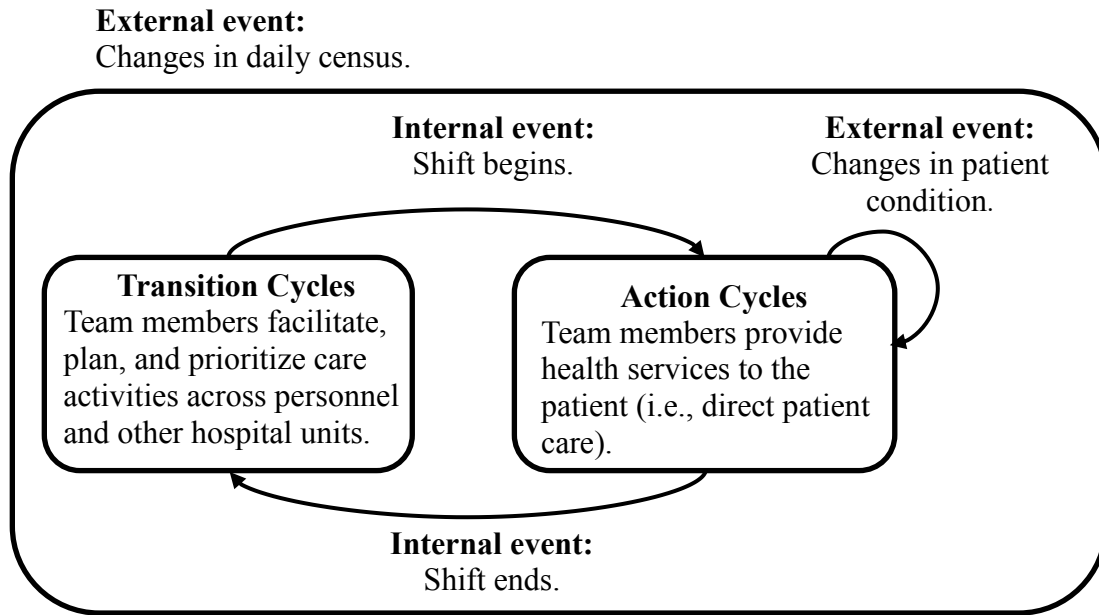 External event:
Changes in daily census.
Internal event:
Shift begins.
External event:
Changes in patient
condition.
Transition Cycles
Team members facilitate,
plan, and prioritize care
activities across personnel
and other hospital units.
Action Cycles
Team members provide
health services to the
patient (i.e., direct patient
care).
Internal event:
Shift ends.